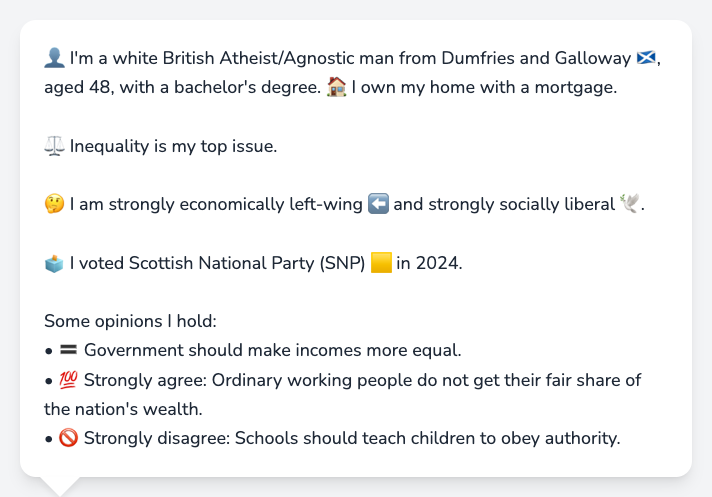 👤 I'm a white British Atheist/Agnostic man from Dumfries and Galloway 🏴󠁧󠁢󠁳󠁣󠁴󠁿,
aged 48, with a bachelor's degree. 🏠 I own my home with a mortgage.
⚖️ Inequality is my top issue.
🤔 I am strongly economically left-wing ⬅️ and strongly socially liberal 🕊️.
🗳️ I voted Scottish National Party (SNP) 🟨 in 2024.
Some opinions I hold:
• 🟰 Government should make incomes more equal.
• 💯 Strongly agree: Ordinary working people do not get their fair share of
the nation's wealth.
• 🚫 Strongly disagree: Schools should teach children to obey authority.